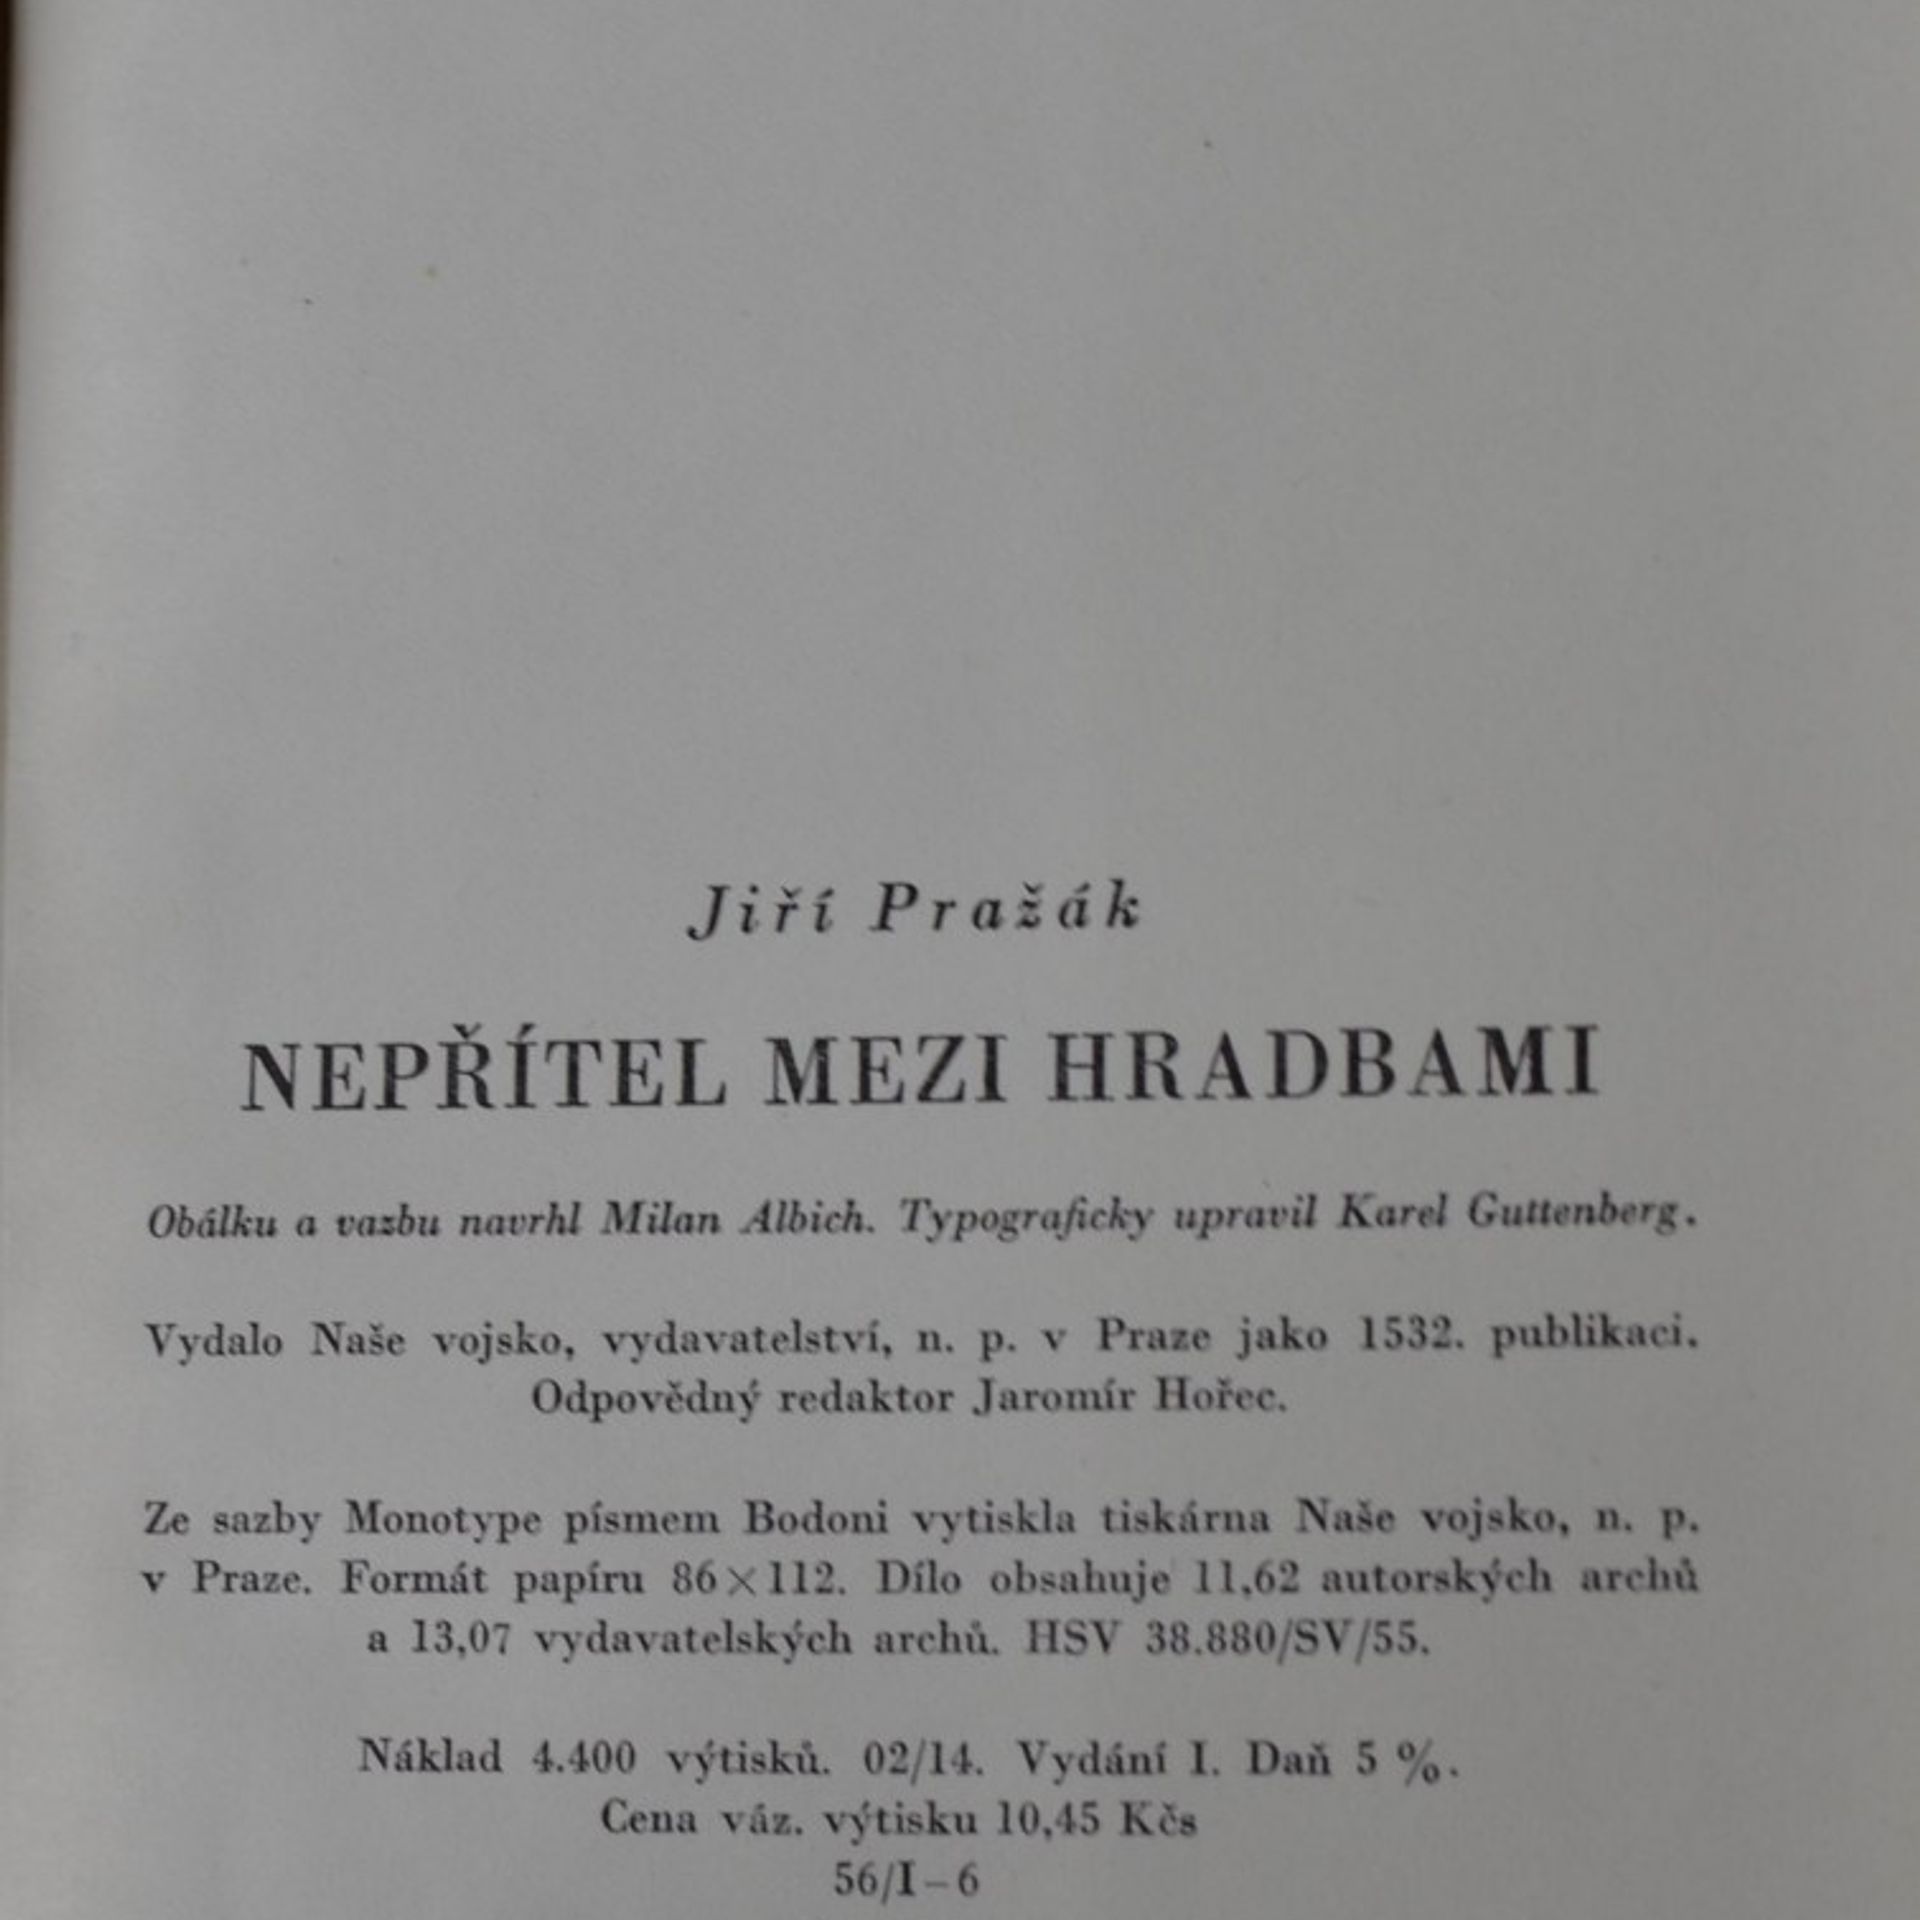 Jiří Pražák
NEPŘÍTEL MEZI HRADBAMI
Obálku a vazbu navrhl Milan Albich. Typograficky upravil Karel Guttenberg.
Vydalo Naše vojsko, vydavatelství, n. p. v Praze jako 1532. publikaci.
Odpovědný redaktor Jaromír Hořec.
Ze sazby Monotype písmem Bodoni vytiskla tiskárna Naše vojsko, n. p.
v Praze. Formát papíru 86×112. Dílo obsahuje 11,62 autorských archů
a 13,07 vydavatelských archů. HSV 38.880/SV/55.
Náklad 4.400 výtisků. 02/14. Vydání I. Daň 5 %.
Cena váz. výtisku 10,45 Kčs
56/I–6